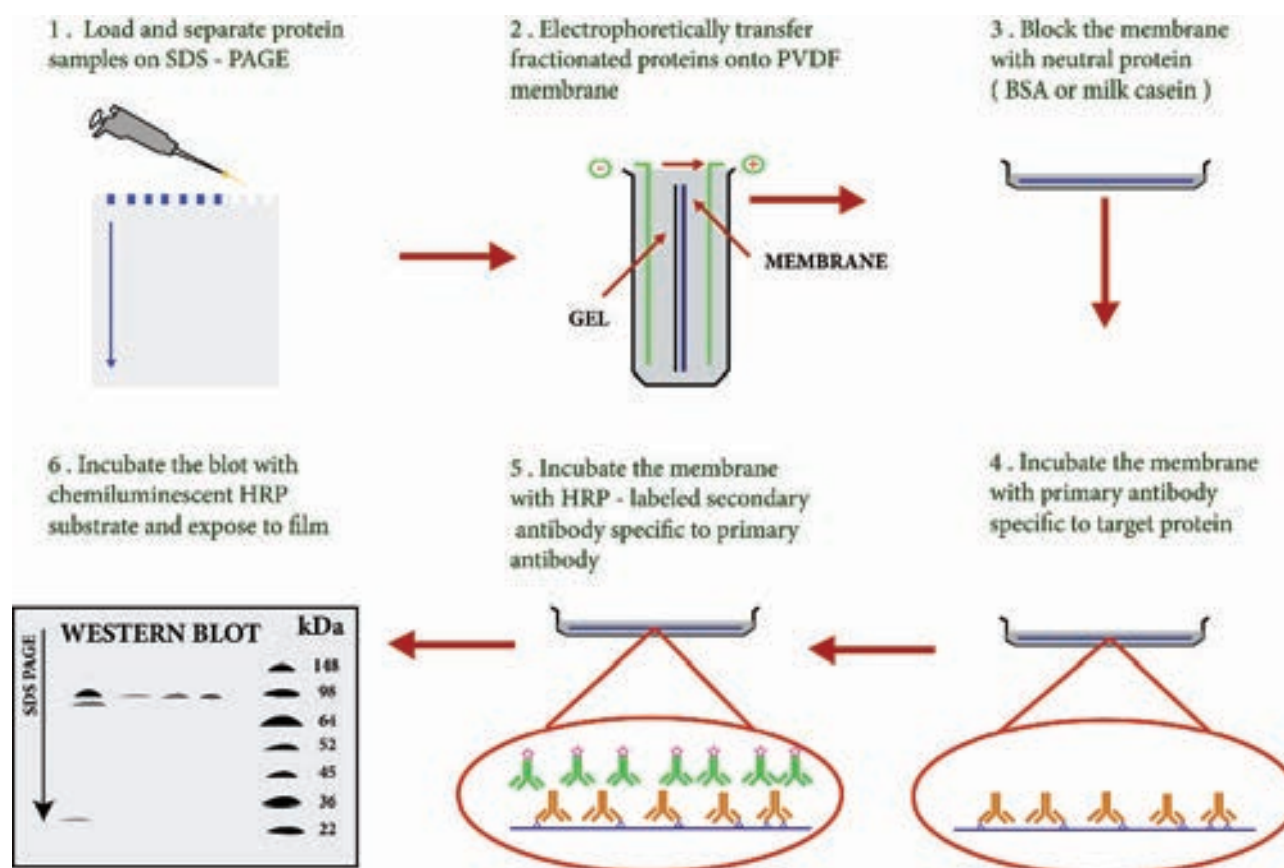 1 . Load and separate protein
samples on SDS - PAGE
2 . Electrophoretically transfer
fractionated proteins onto PVDF
membrane
3 . Block the membrane
with neutral protein
( BSA or milk casein )
-
+
MEMBRANE
GEL
4 . Incubate the membrane
with primary antibody
specific to target protein
5 . Incubate the membrane
with HRP - labeled secondary
antibody specific to primary
antibody
6 . Incubate the blot with
chemiluminescent HRP
substrate and expose to film
WESTERN BLOT
kDa
SDS PAGE
148
98
64
52
45
36
22